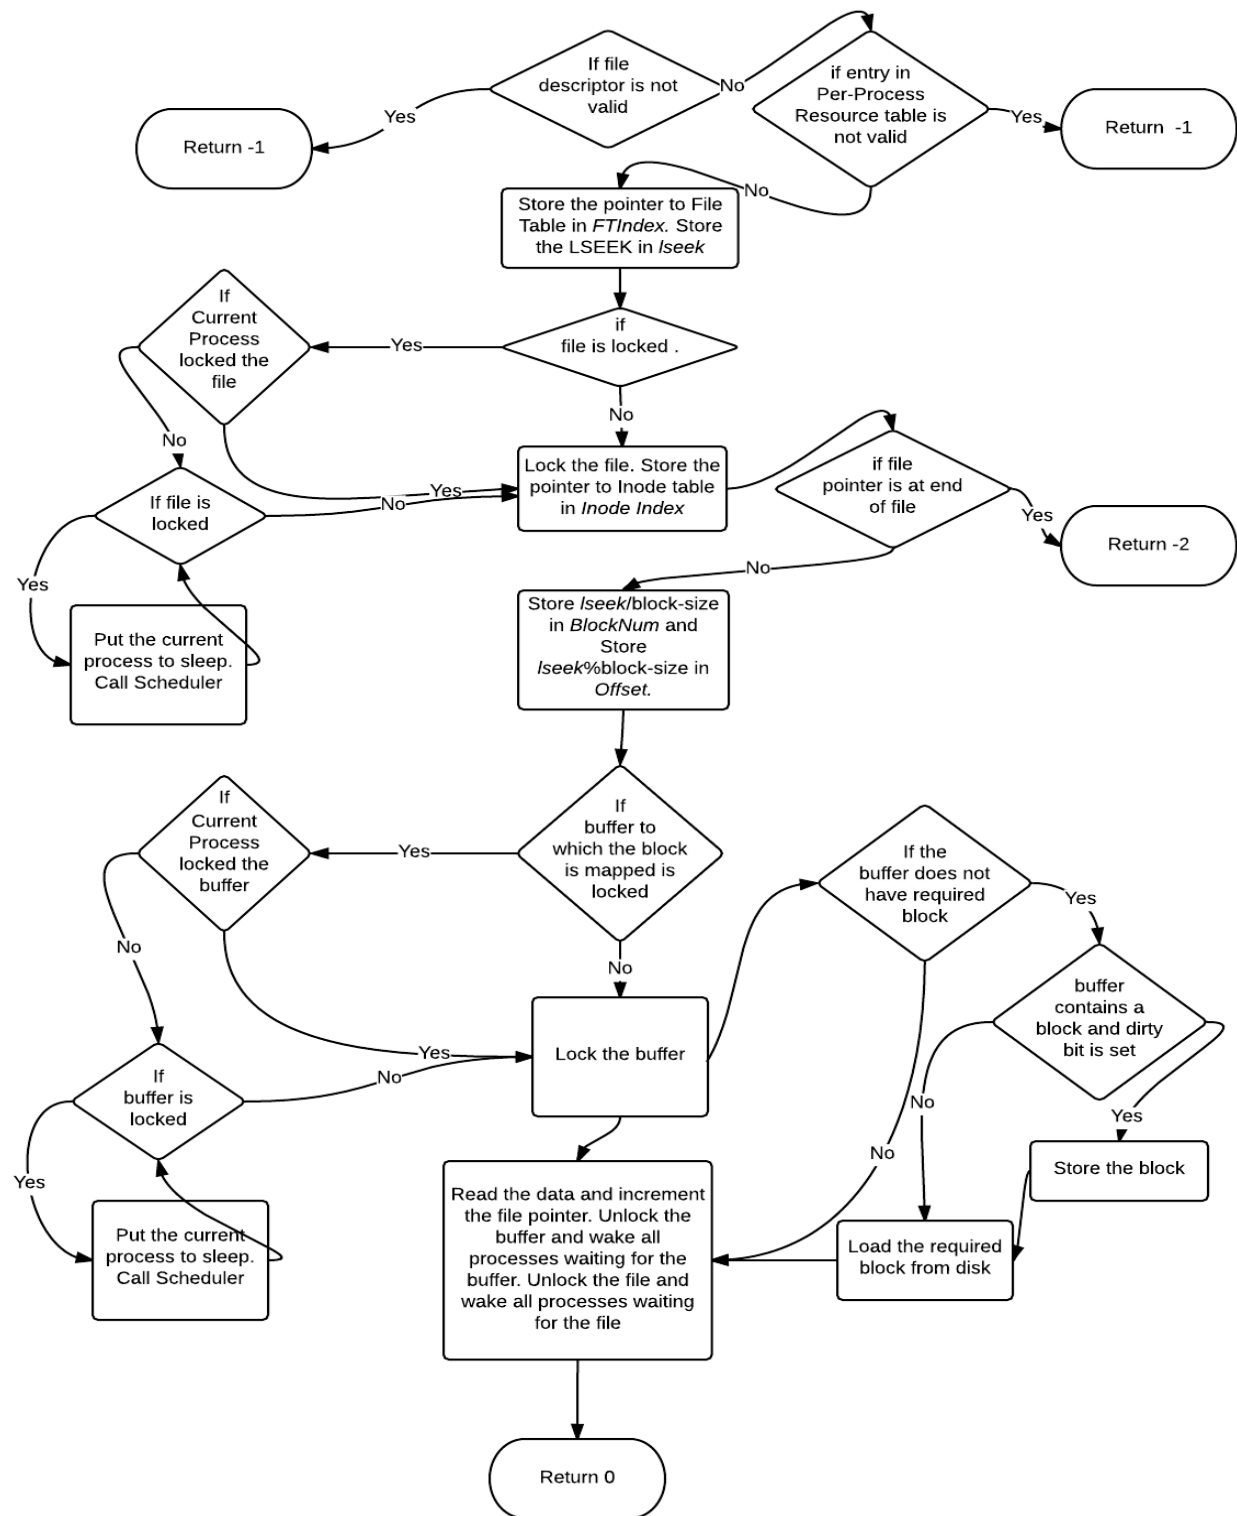 If file
descriptor is not
valid
No
if entry in
Per-Process
Resource table is
not valid
Yes
Return -1
Yes
Return -1
No
Store the pointer to File
Table in FTIndex. Store
the LSEEK in lseek
If
Current
Process
locked the
file
Yes
if
file is locked .
No
No
Lock the file. Store the
pointer to Inode table
in Inode Index
Yes
No
if file
pointer is at end
of file
Yes
Return -2
If file is
locked
Yes
Put the current
process to sleep.
Call Scheduler
No
Store lseek/block-size
in BlockNum and
Store
lseek%block-size in
Offset.
If
Current
Process
locked the
buffer
Yes
If
buffer to
which the block
is mapped is
locked
No
No
If the
buffer does not
have required
block
Yes
buffer
contains a
block and dirty
bit is set
Lock the buffer
Yes
No
If
buffer is
locked
Yes
Put the current
process to sleep.
Call Scheduler
No
No
Yes
Store the block
Load the required
block from disk
Read the data and increment
the file pointer. Unlock the
buffer and wake all
processes waiting for the
buffer. Unlock the file and
wake all processes waiting
for the file
Return 0